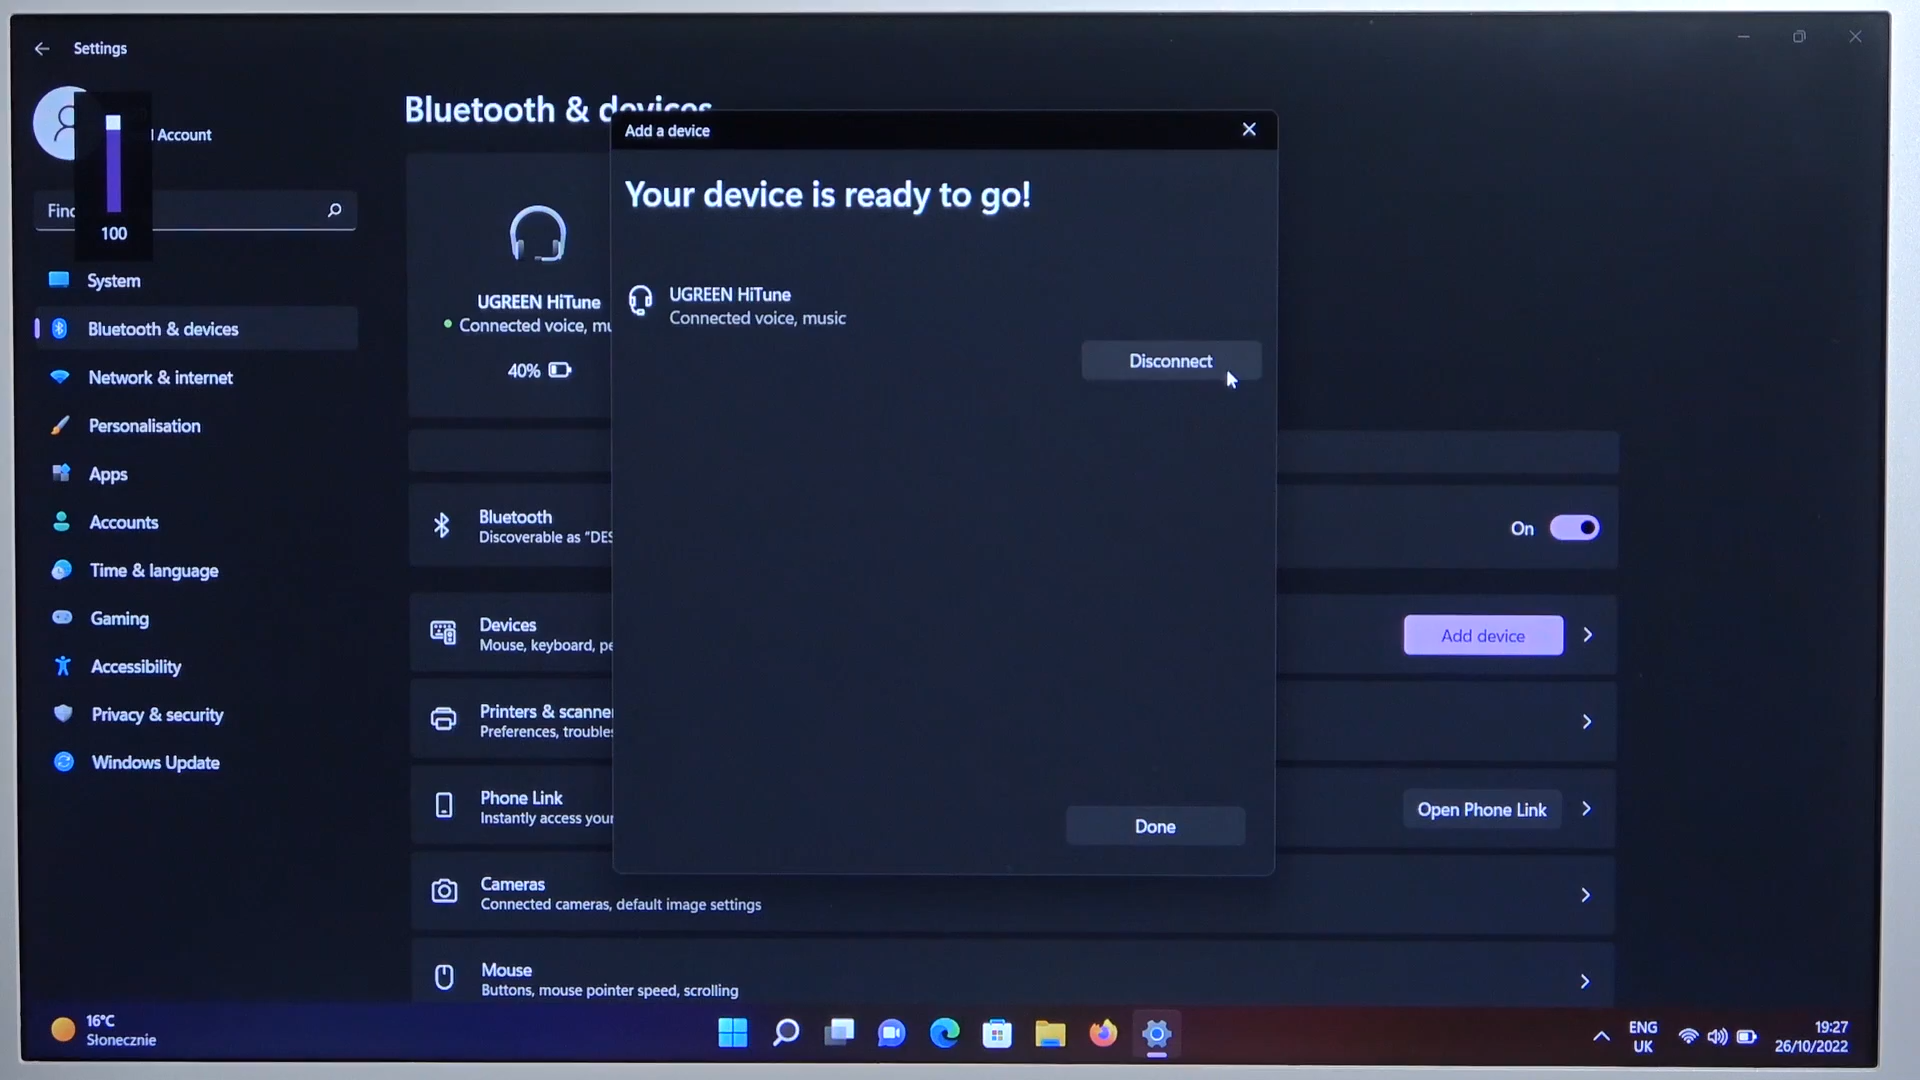 Settings
Account
Find
100
System
Bluetooth & devices
Network & internet
Personalisation
Apps
Accounts
Time & language
Gaming
Accessibility
Privacy & security
Windows Update
Bluetooth & devices
UGREEN HiTune
Connected voice, mu
40%
Bluetooth
Discoverable as "DES
On
Devices
Mouse, keyboard, pe
Add device
Printers & scanner
Preferences, troubles
Phone Link
Instantly access your
Open Phone Link
Cameras
Connected cameras, default image settings
Mouse
Buttons, mouse pointer speed, scrolling
Add a device
Your device is ready to go!
UGREEN HiTune
Connected voice, music
Disconnect
Done
16°C
Słonecznie
ENG
UK
19:27
26/10/2022